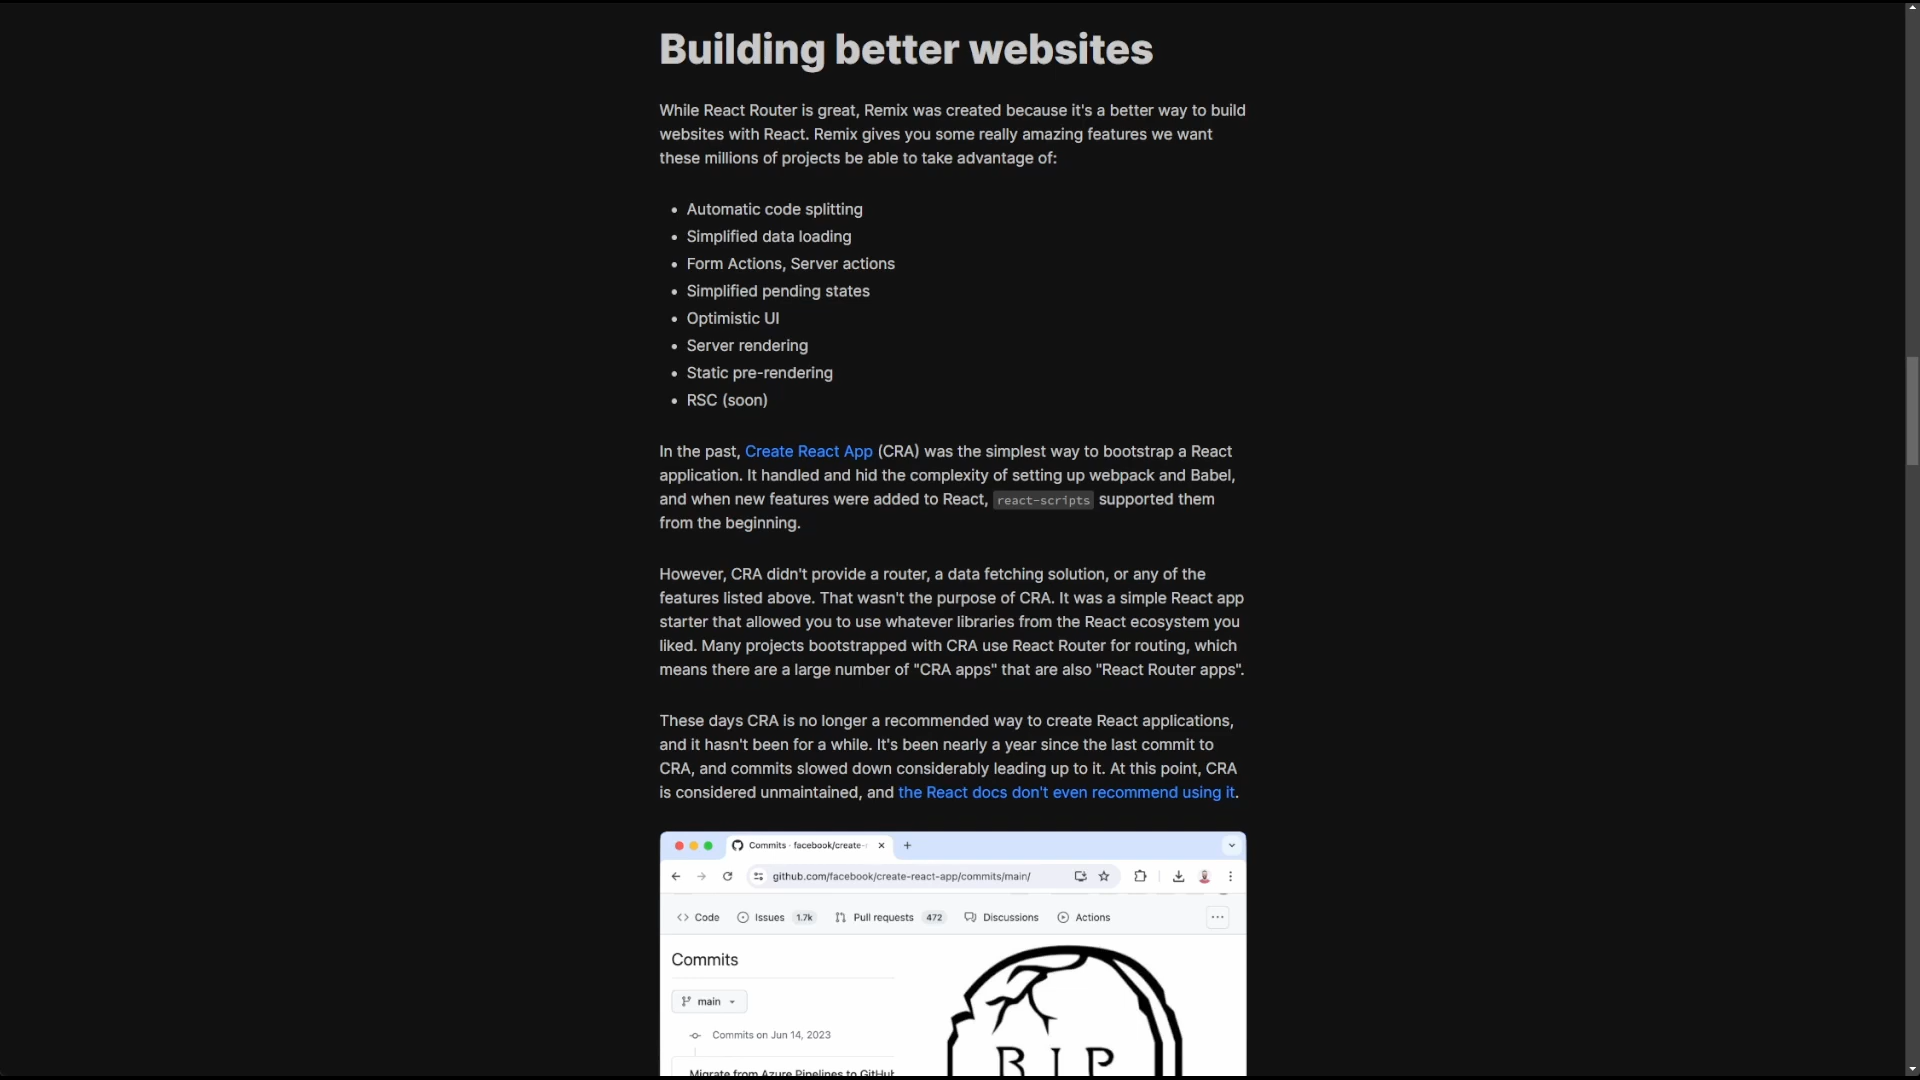 Building better websites
While React Router is great, Remix was created because it's a better way to build
websites with React. Remix gives you some really amazing features we want
these millions of projects be able to take advantage of:
• Automatic code splitting
• Simplified data loading
• Form Actions, Server actions
• Simplified pending states
• Optimistic UI
• Server rendering
• Static pre-rendering
• RSC (soon)
In the past, Create React App (CRA) was the simplest way to bootstrap a React
application. It handled and hid the complexity of setting up webpack and Babel,
and when new features were added to React, react-scripts supported them
from the beginning.
However, CRA didn't provide a router, a data fetching solution, or any of the
features listed above. That wasn't the purpose of CRA. It was a simple React app
starter that allowed you to use whatever libraries from the React ecosystem you
liked. Many projects bootstrapped with CRA use React Router for routing, which
means there are a large number of "CRA apps" that are also "React Router apps".
These days CRA is no longer a recommended way to create React applications,
and it hasn't been for a while. It's been nearly a year since the last commit to
CRA, and commits slowed down considerably leading up to it. At this point, CRA
is considered unmaintained, and the React docs don't even recommend using it.
Commits · facebook/create-
github.com/facebook/create-react-app/commits/main/
Code Issues 1.7k Pull requests 472 Discussions Actions
Commits
main
Commits on Jun 14, 2023
RIP
Migrate from Azure Pipelines to GitHub